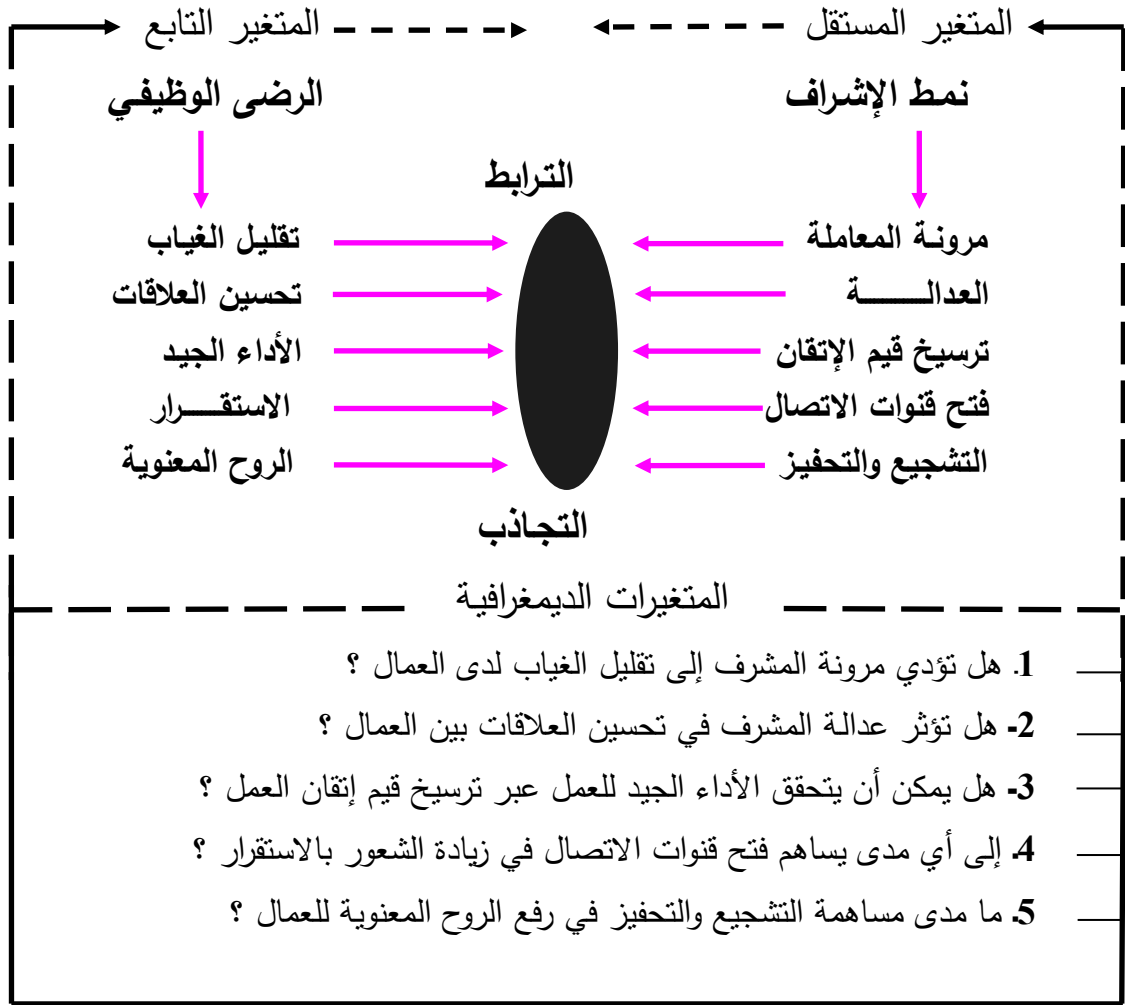 المتغير المستقل المتغير التابع
نمط الإشراف الرضى الوظيفي
الترابط
مرونة المعاملة تقليل الغياب
العدالــــــــة تحسين العلاقات
ترسيخ قيم الإتقان الأداء الجيد
فتح قنوات الاتصال الاستقـــــرار
التشجيع والتحفيز الروح المعنوية
التجاذب
المتغيرات الديمغرافية
1. هل تؤدي مرونة المشرف إلى تقليل الغياب لدى العمال ؟
2- هل تؤثر عدالة المشرف في تحسين العلاقات بين العمال ؟
3- هل يمكن أن يتحقق الأداء الجيد للعمل عبر ترسيخ قيم إتقان العمل ؟
4. إلى أي مدى يساهم فتح قنوات الاتصال في زيادة الشعور بالاستقرار ؟
5. ما مدى مساهمة التشجيع والتحفيز في رفع الروح المعنوية للعمال ؟